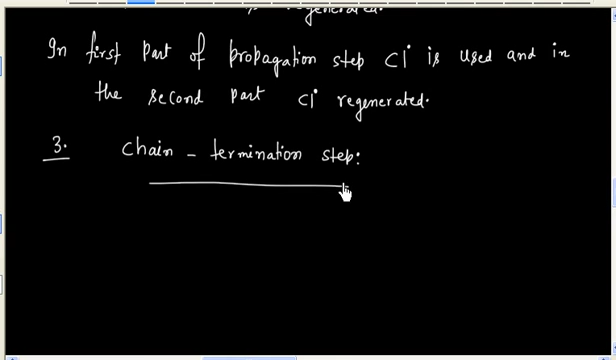 regenerated.
In first part of propagation step Cl• is used and in
the second part Cl• regenerated.
3. Chain - termination step: